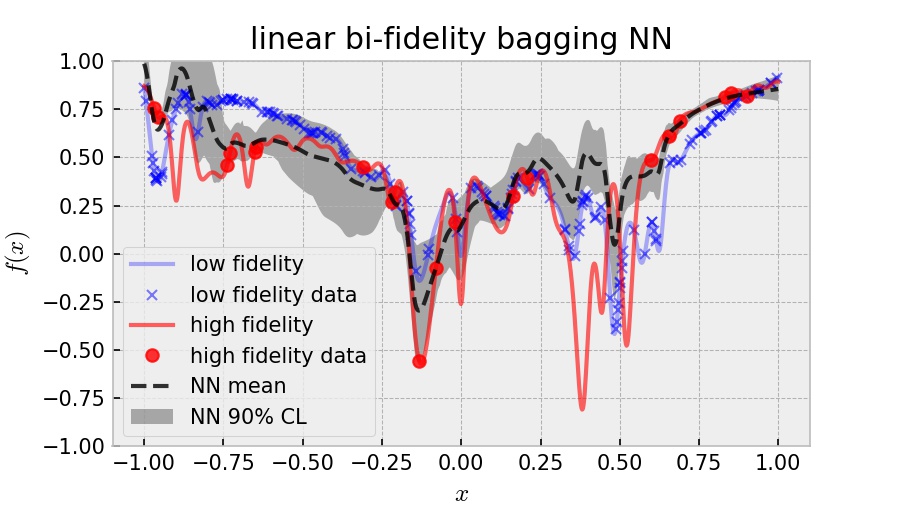 linear bi-fidelity bagging NN
1.00
0.75
0.50
0.25
0.00
−0.25
−0.50
−0.75
−1.00
f(x)
low fidelity
low fidelity data
high fidelity
high fidelity data
NN mean
NN 90% CL
−1.00 −0.75 −0.50 −0.25 0.00 0.25 0.50 0.75 1.00
x